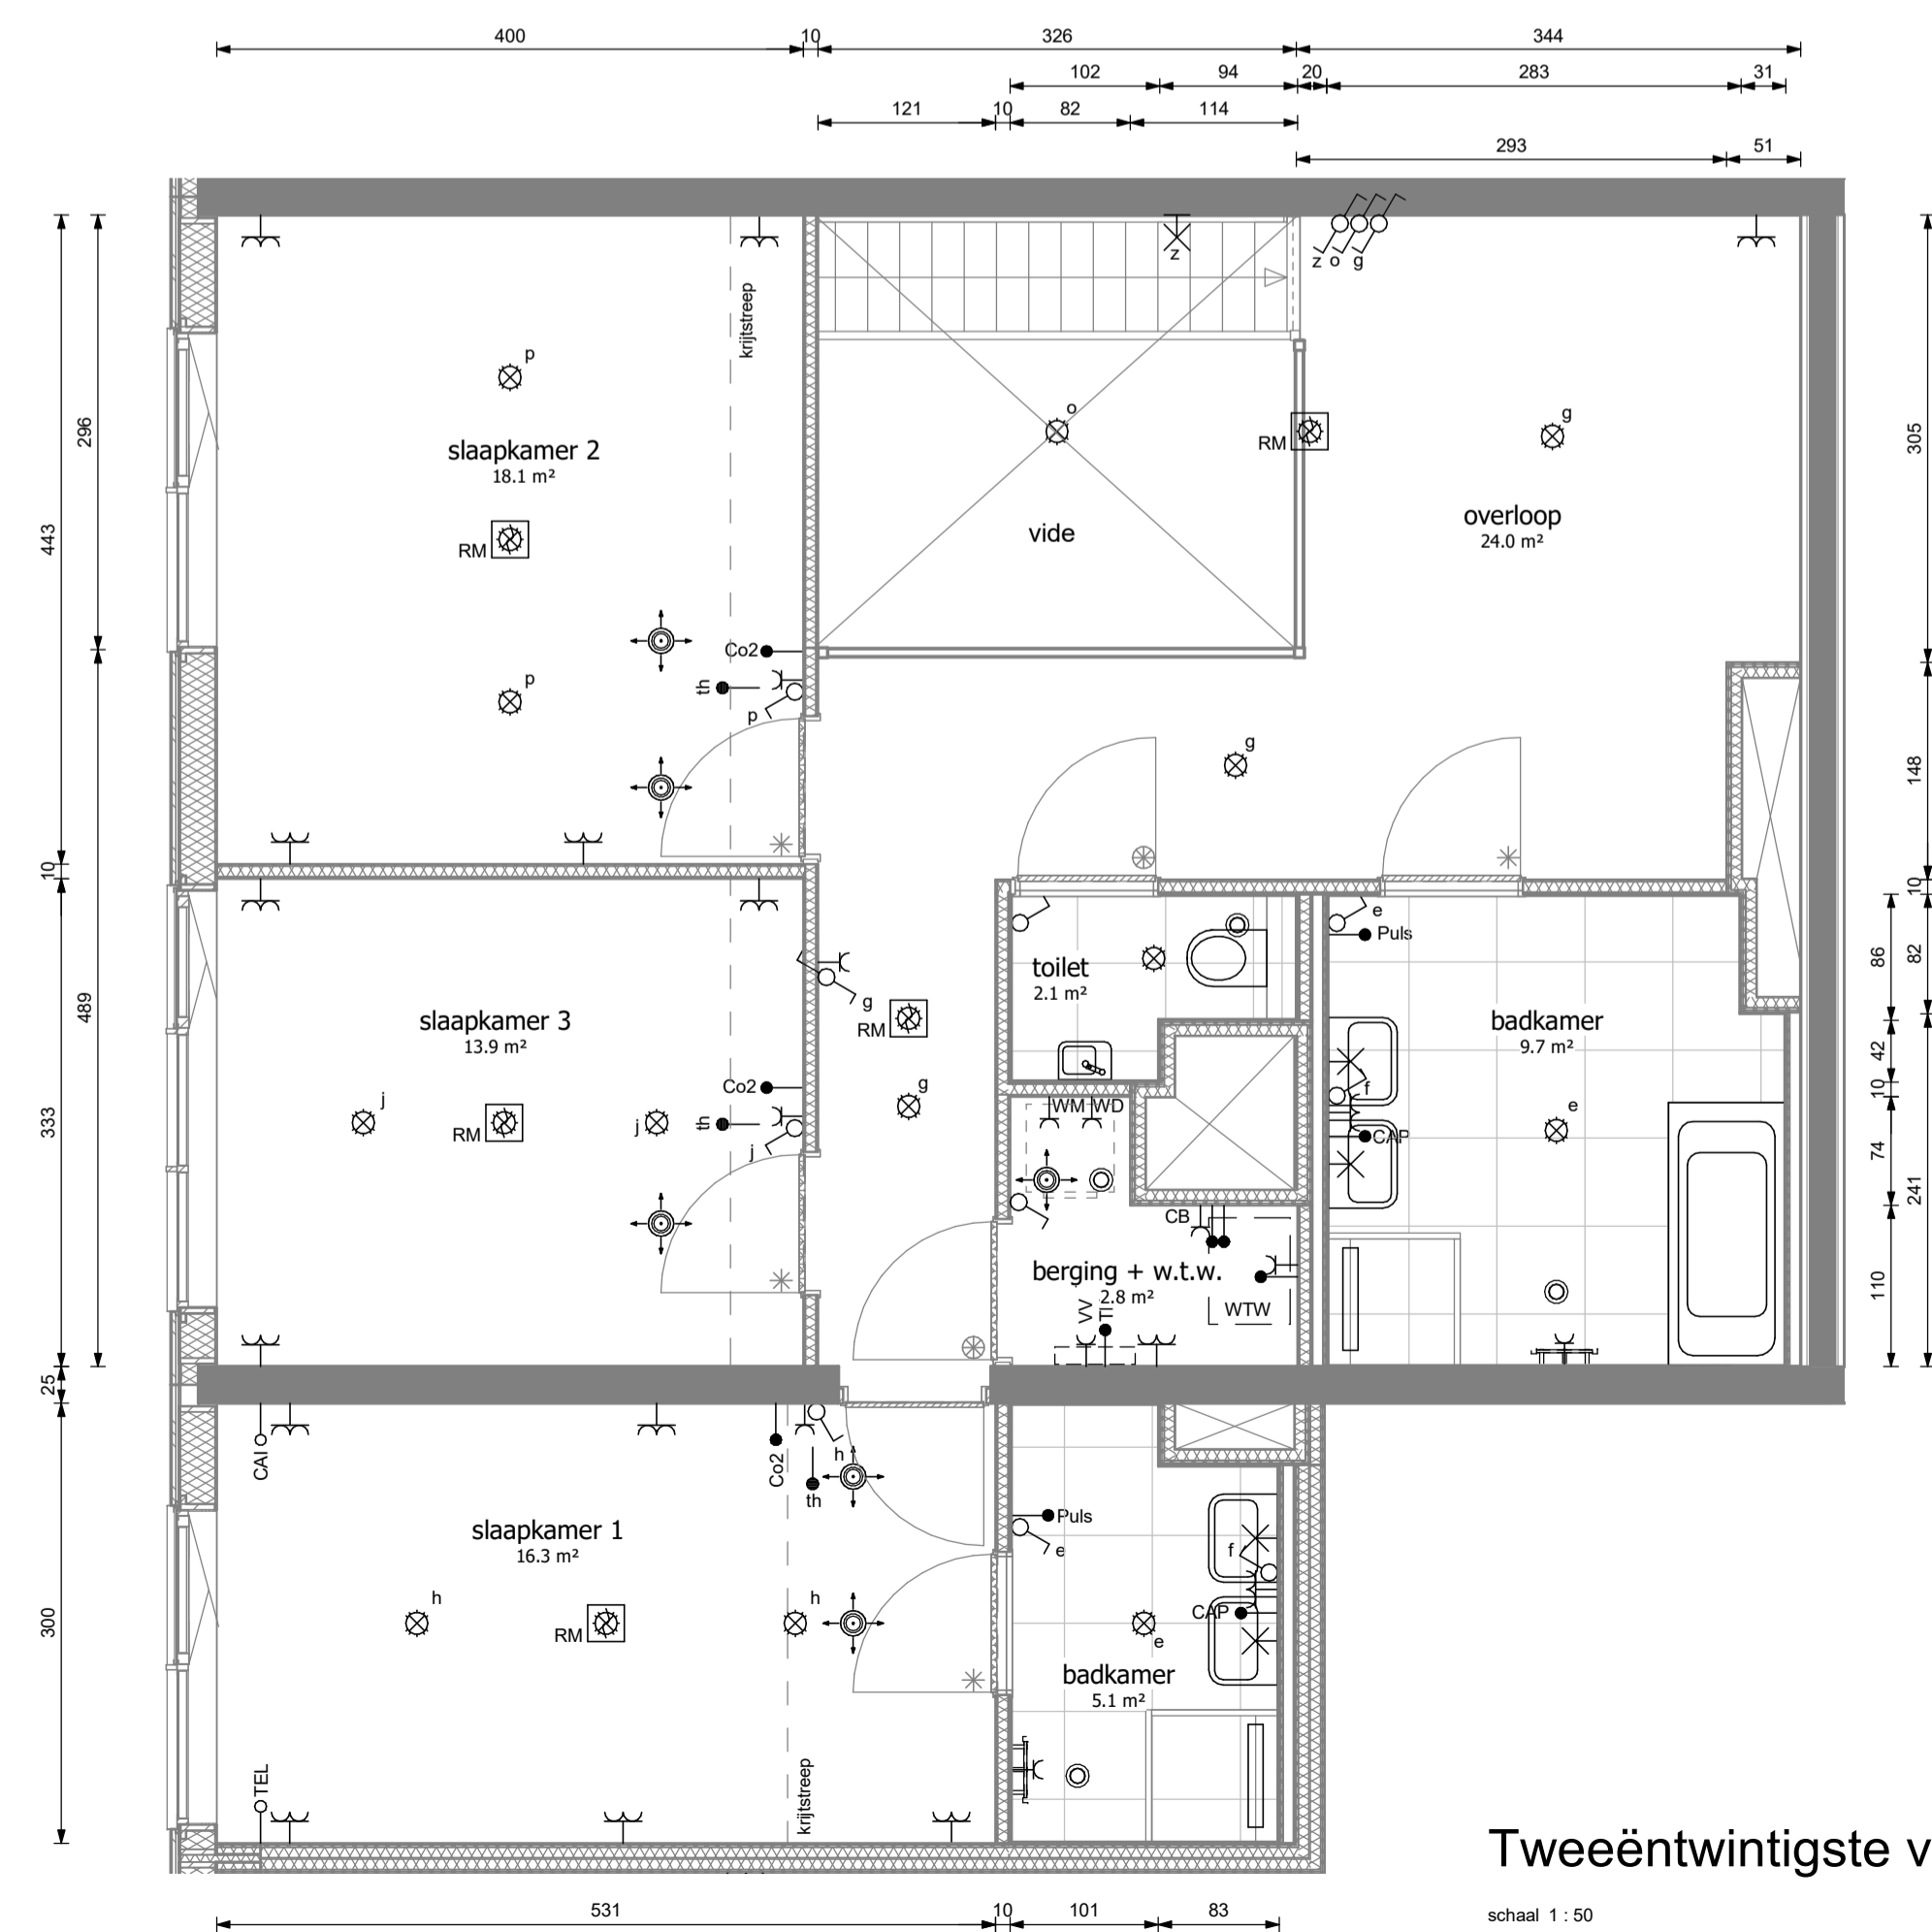 400 10 326 344
102 94 20 283 31
121 10 82 114
293 51
z
z o g
krijtstreep
p
slaapkamer 2
18.1 m²
RM
o
RM
g
vide
overloop
24.0 m²
296
443
305
Co2
th
p
p
g
148
10
10
e
Puls
toilet
2.1 m²
86
82
g
RM
slaapkamer 3
13.9 m²
489
badkamer
9.7 m²
42
Co2
g
f
10
j
RM
j
th
j
WM WD
333
e
CAP
74
241
CB
berging + w.t.w.
2.8 m²
VV
WTW
110
25
CAI
Co2
h
th
Puls
e
slaapkamer 1
16.3 m²
f
300
h
RM
h
CAP
e
badkamer
5.1 m²
TEL
krijtstreep
Tweeëntwintigste v
schaal 1 : 50
531 10 101 83